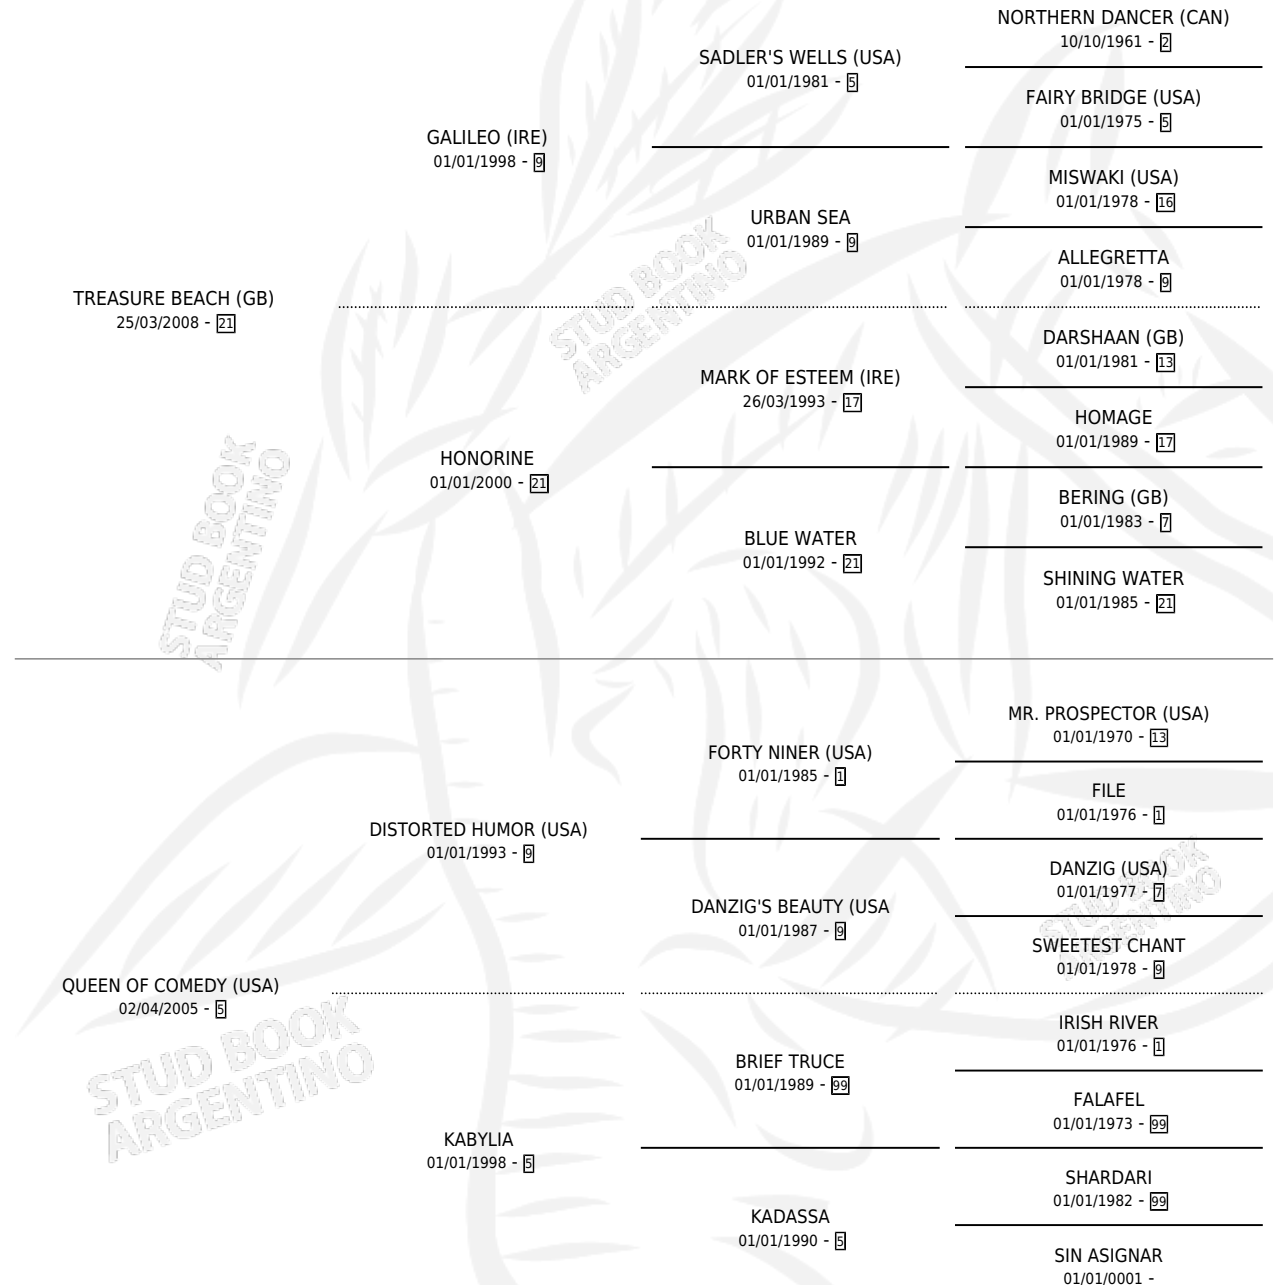 NORTHERN DANCER (CAN)
10/10/1961 - 2
SADLER'S WELLS (USA)
01/01/1981 - 5
FAIRY BRIDGE (USA)
01/01/1975 - 5
GALILEO (IRE)
01/01/1998 - 9
MISWAKI (USA)
01/01/1978 - 16
URBAN SEA
01/01/1989 - 9
ALLEGRETTA
01/01/1978 - 9
TREASURE BEACH (GB)
25/03/2008 - 21
STUD BOOK
ARGENTINO
DARSHAAN (GB)
01/01/1981 - 13
MARK OF ESTEEM (IRE)
26/03/1993 - 17
HOMAGE
01/01/1989 - 17
HONORINE
01/01/2000 - 21
BERING (GB)
01/01/1983 - 7
BLUE WATER
01/01/1992 - 21
SHINING WATER
01/01/1985 - 21
STUD BOOK
ARGENTINO
MR. PROSPECTOR (USA)
01/01/1970 - 13
FORTY NINER (USA)
01/01/1985 - 1
FILE
01/01/1976 - 1
DISTORTED HUMOR (USA)
01/01/1993 - 9
DANZIG (USA)
01/01/1977 - 7
DANZIG'S BEAUTY (USA
01/01/1987 - 9
SWEETEST CHANT
01/01/1978 - 9
STUD BOOK
ARGENTINO
QUEEN OF COMEDY (USA)
02/04/2005 - 5
STUD BOOK
ARGENTINO
IRISH RIVER
01/01/1976 - 1
BRIEF TRUCE
01/01/1989 - 99
FALAFEL
01/01/1973 - 99
KABYLIA
01/01/1998 - 5
SHARDARI
01/01/1982 - 99
KADASSA
01/01/1990 - 5
SIN ASIGNAR
01/01/0001 -